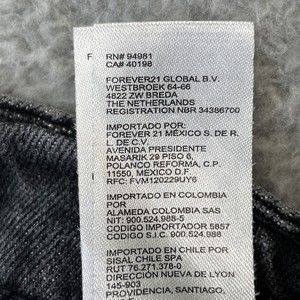 F RN# 94981
CA# 40198
FOREVER21 GLOBAL B.V.
WESTBROEK 64-66
4822 ZW BREDA
THE NETHERLANDS
REGISTRATION NBR 34386700
IMPORTADO POR:
FOREVER 21 MÉXICO S. DE R.
L. DE C.V.
AVENIDA PRESIDENTE
MASARIK 29 PISO 6,
POLANCO REFORMA, C.P.
11550, MEXICO D.F.
RFC: FVM120229UY6
IMPORTADO EN COLOMBIA
POR
ALAMEDA COLOMBIA SAS
NIT: 900.524.988-5
CODIGO IMPORTADOR 5857
CODIGO S.I.C. 900.524.988
IMPORTADO EN CHILE POR
SISAL CHILE SPA
RUT 76.271.378-0
DIRECCIÓN NUEVA DE LYON
145-903
PROVIDENCIA, SANTIAGO,